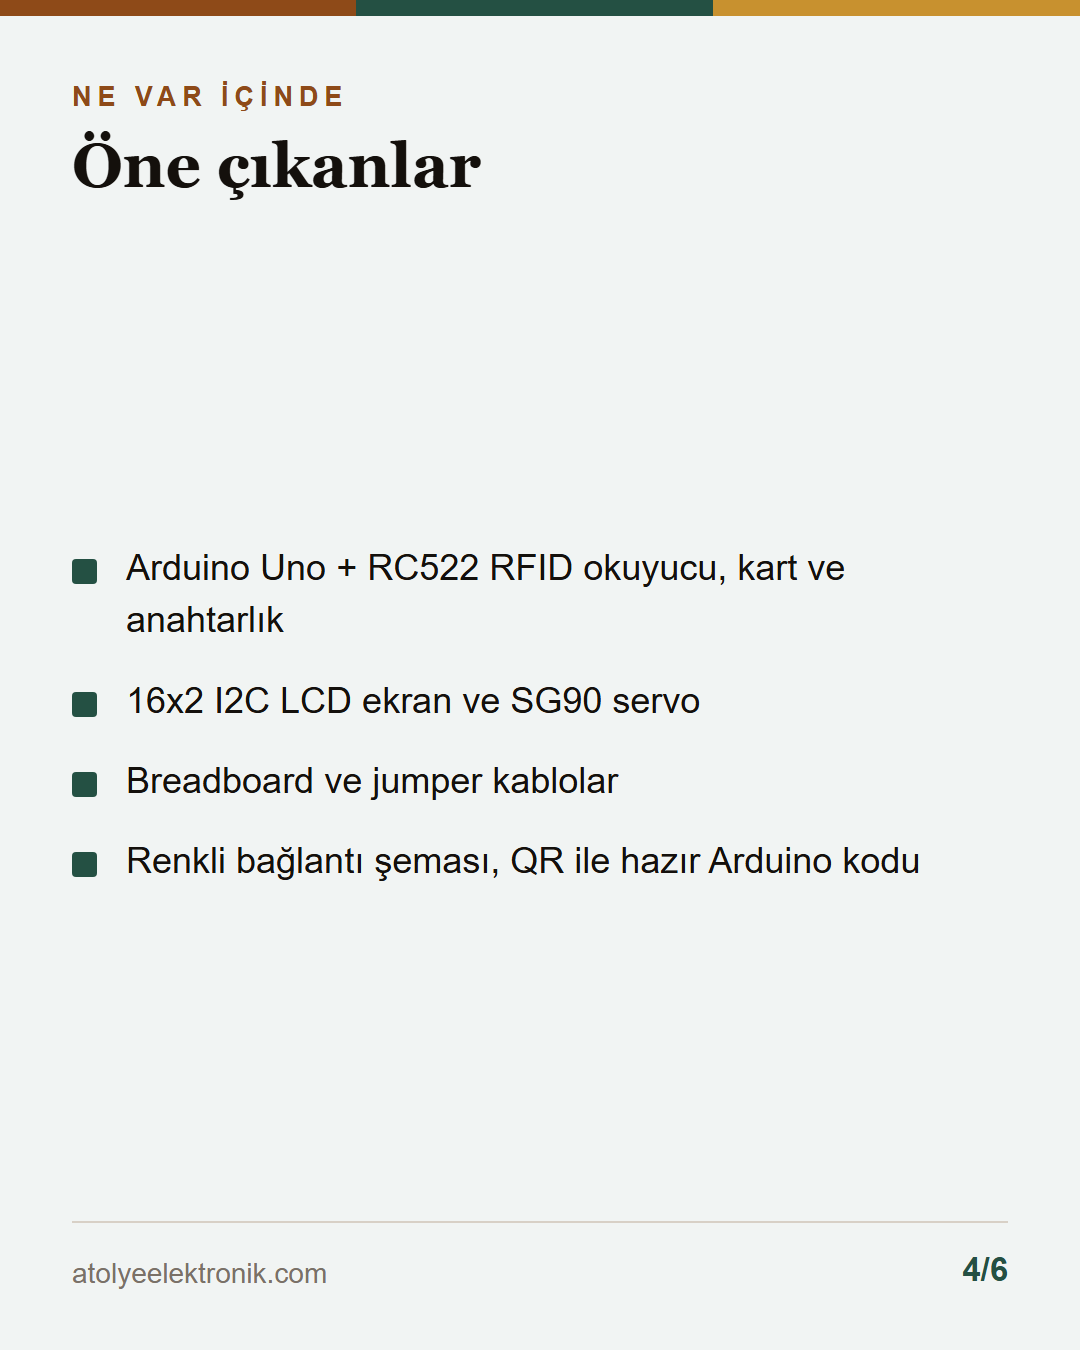 NE VAR İÇİNDE
Öne çıkanlar
Arduino Uno + RC522 RFID okuyucu, kart ve
anahtarlık
16x2 I2C LCD ekran ve SG90 servo
Breadboard ve jumper kablolar
Renkli bağlantı şeması, QR ile hazır Arduino kodu
atolyeelektronik.com
4/6